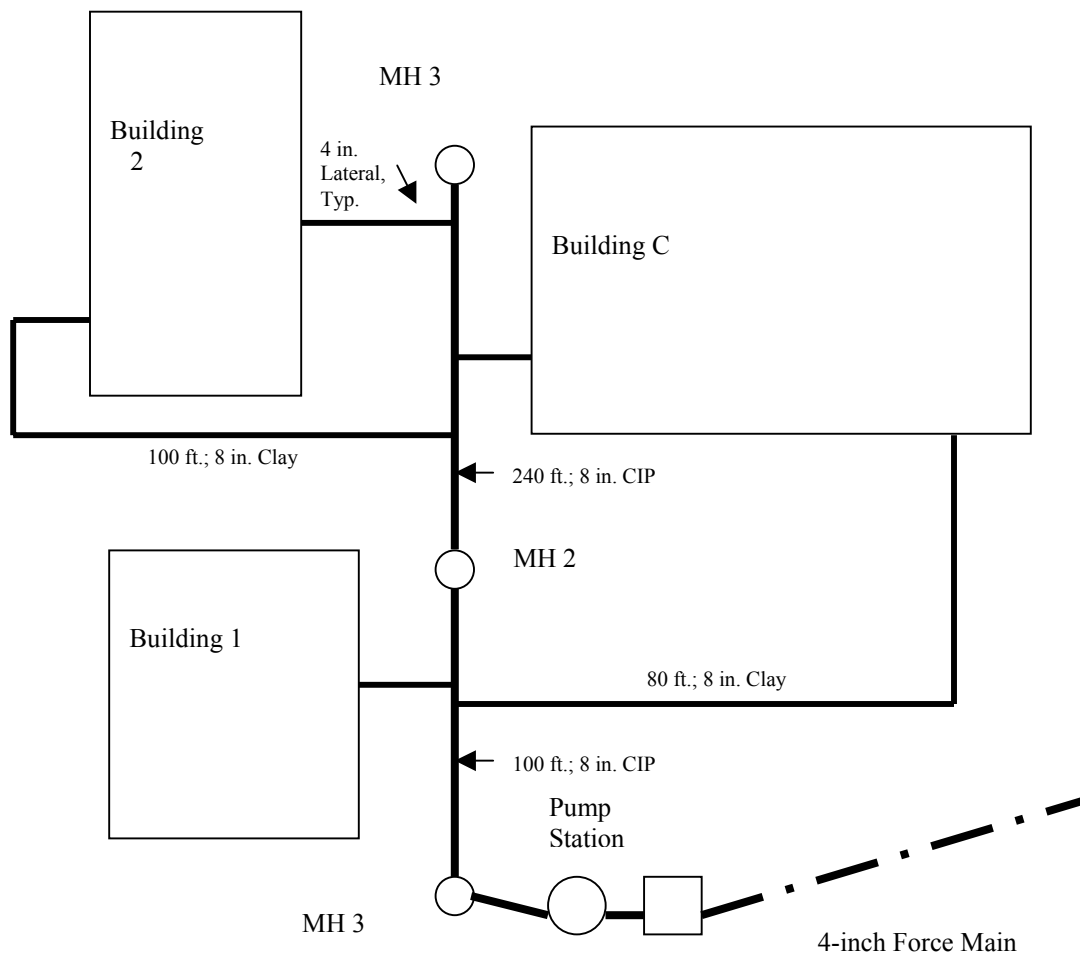 MH 3
Building
2
4 in.
Lateral,
Typ.
Building C
100 ft.; 8 in. Clay
240 ft.; 8 in. CIP
MH 2
Building 1
80 ft.; 8 in. Clay
100 ft.; 8 in. CIP
Pump
Station
MH 3
4-inch Force Main